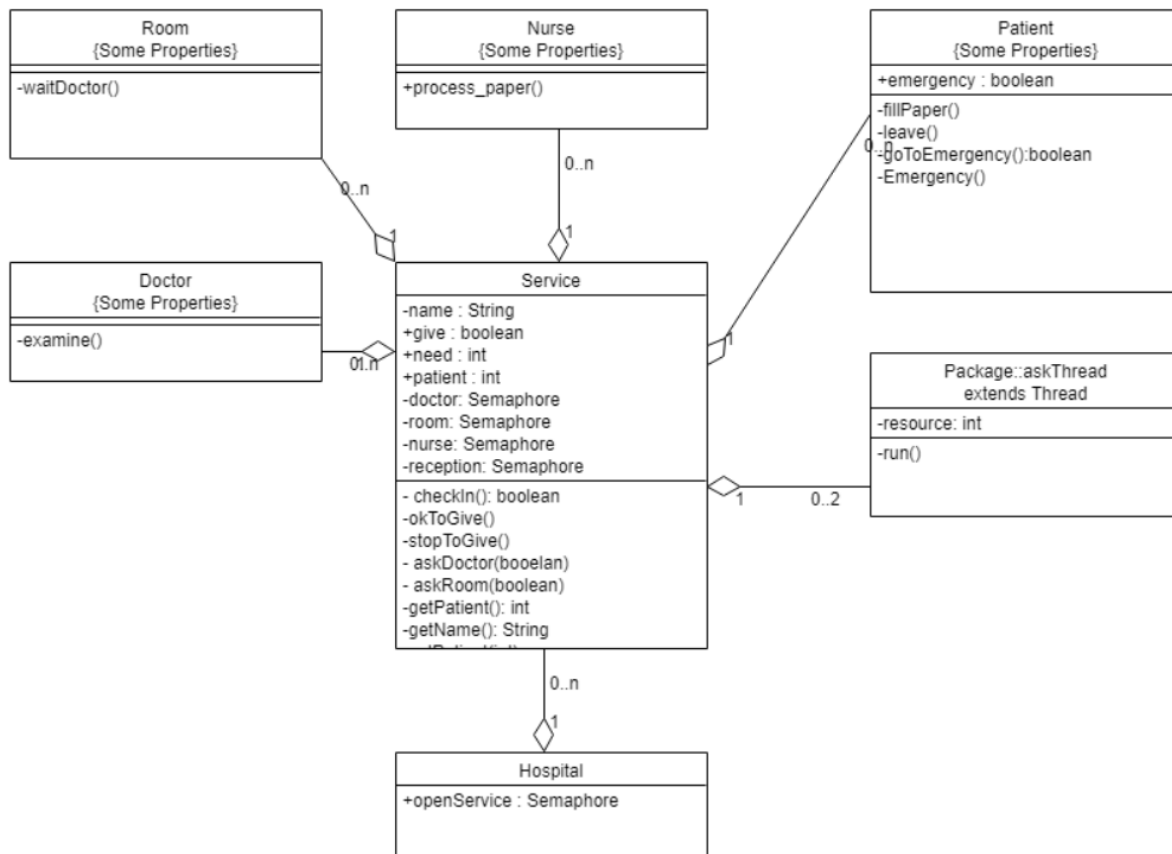 Room
{Some Properties}
-waitDoctor()
Nurse
{Some Properties}
+process_paper()
Patient
{Some Properties}
+emergency : boolean
-fillPaper()
-leave()
-goToEmergency():boolean
-Emergency()
0..n
1
0..n
1
0..n
1
Doctor
{Some Properties}
-examine()
0..n
1
Service
-name : String
+give : boolean
+need : int
+patient : int
-doctor: Semaphore
-room: Semaphore
-nurse: Semaphore
-reception: Semaphore
- checkIn(): boolean
-okToGive()
-stopToGive()
- askDoctor(booelan)
- askRoom(boolean)
-getPatient(): int
-getName(): String
Package::askThread
extends Thread
-resource: int
-run()
1
0..2
0..n
1
Hospital
+openService : Semaphore